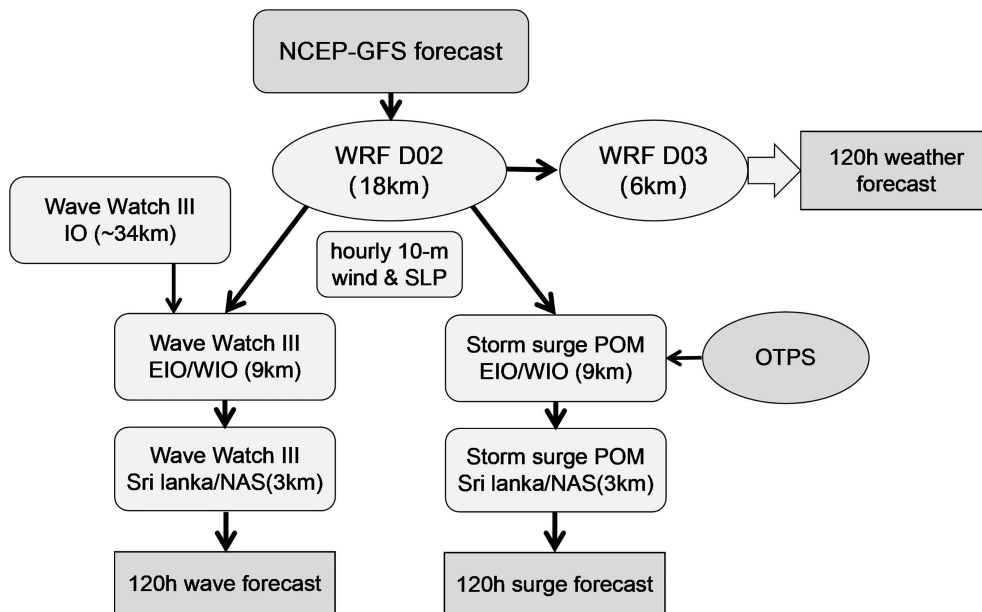 NCEP-GFS forecast
WRF D02
(18km)
WRF D03
(6km)
120h weather
forecast
Wave Watch III
IO (~34km)
hourly 10-m
wind & SLP
Wave Watch III
EIO/WIO (9km)
Storm surge POM
EIO/WIO (9km)
OTPS
Wave Watch III
Sri lanka/NAS(3km)
Storm surge POM
Sri lanka/NAS(3km)
120h wave forecast
120h surge forecast